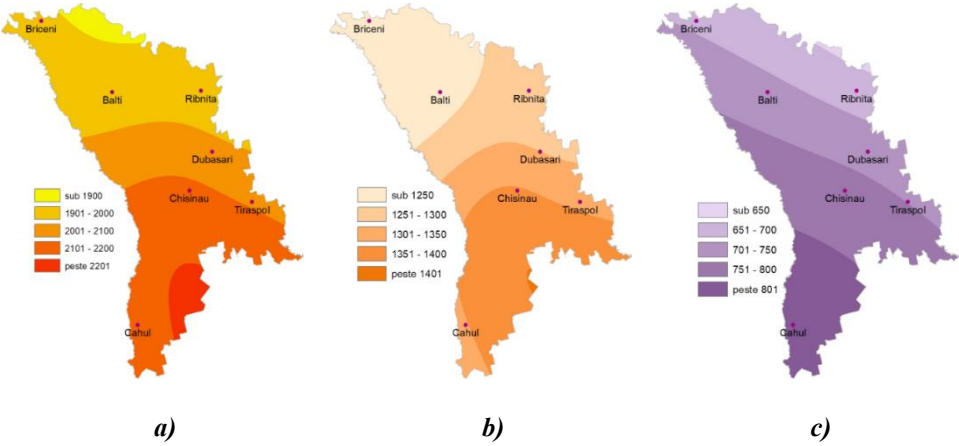 Briceni
Balti
Ribnita
Dubasari
Chisinau
Tiraspol
Cahul
sub 1900
1901 - 2000
2001 - 2100
2101 - 2200
peste 2201
a)
Briceni
Balti
Ribnita
Dubasari
Chisinau
Tiraspol
Cahul
sub 1250
1251 - 1300
1301 - 1350
1351 - 1400
peste 1401
b)
Briceni
Balti
Ribnita
Dubasari
Chisinau
Tiraspol
Cahul
sub 650
651 - 700
701 - 750
751 - 800
peste 801
c)